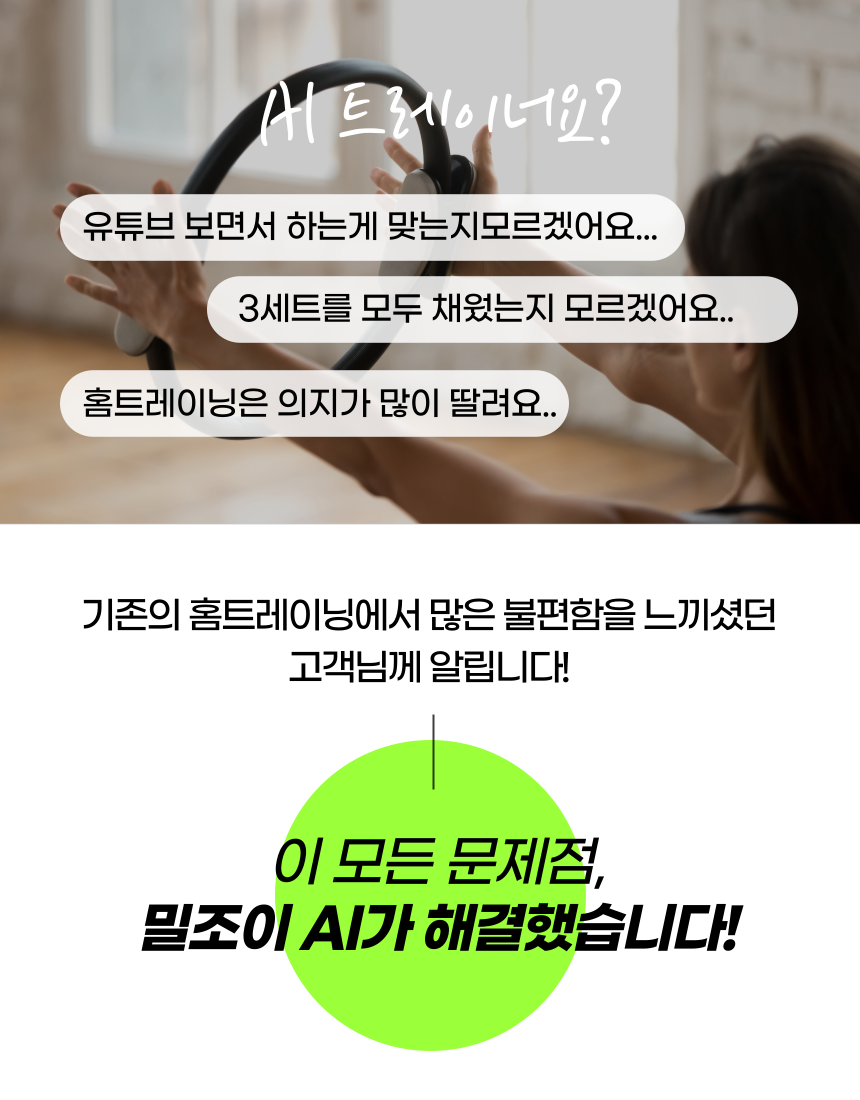 AI 트레이너요?
유튜브 보면서 하는게 맞는지모르겠어요...
3세트를 모두 채웠는지 모르겠어요..
홈트레이닝은 의지가 많이 딸려요..
기존의 홈트레이닝에서 많은 불편함을 느끼셨던
고객님께 알립니다!
이 모든 문제점,
밀조이 AI가 해결했습니다!